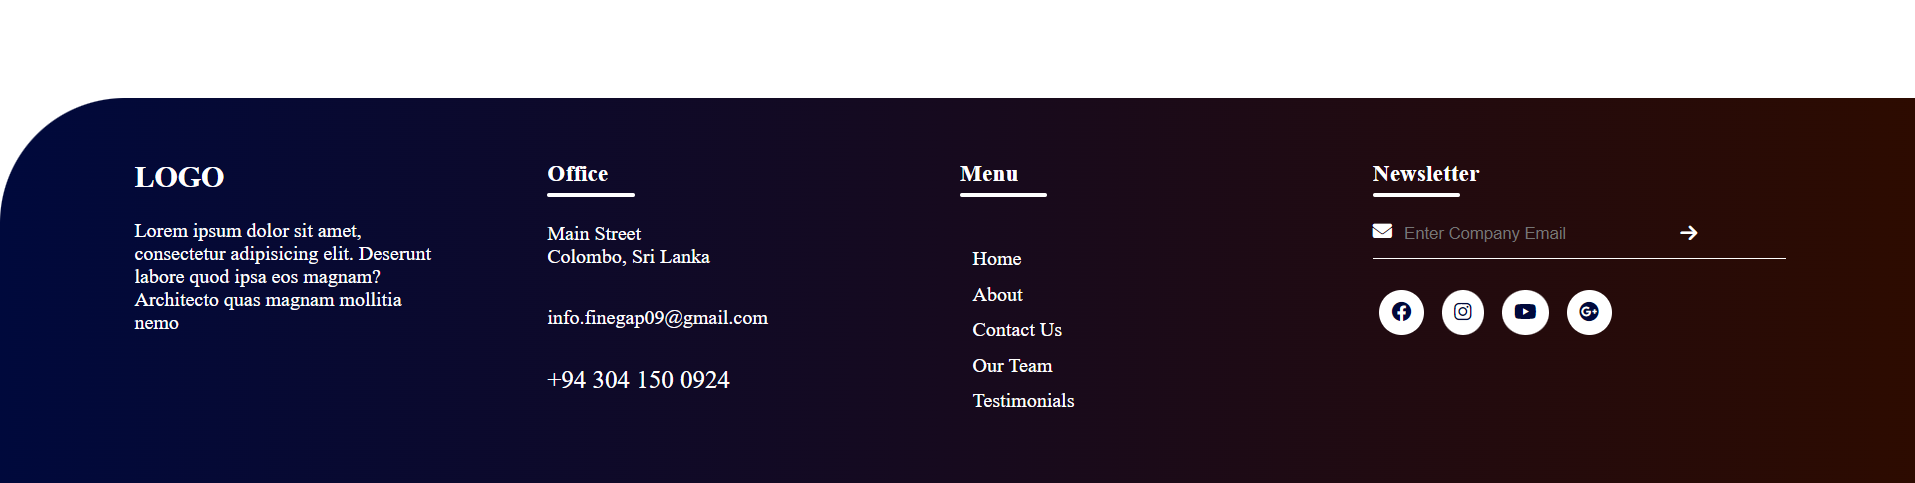 LOGO
Lorem ipsum dolor sit amet,
consectetur adipisicing elit. Deserunt
labore quod ipsa eos magnam?
Architecto quas magnam mollitia
nemo
Office
Main Street
Colombo, Sri Lanka
info.finegap09@gmail.com
+94 304 150 0924
Menu
Home
About
Contact Us
Our Team
Testimonials
Newsletter
Enter Company Email